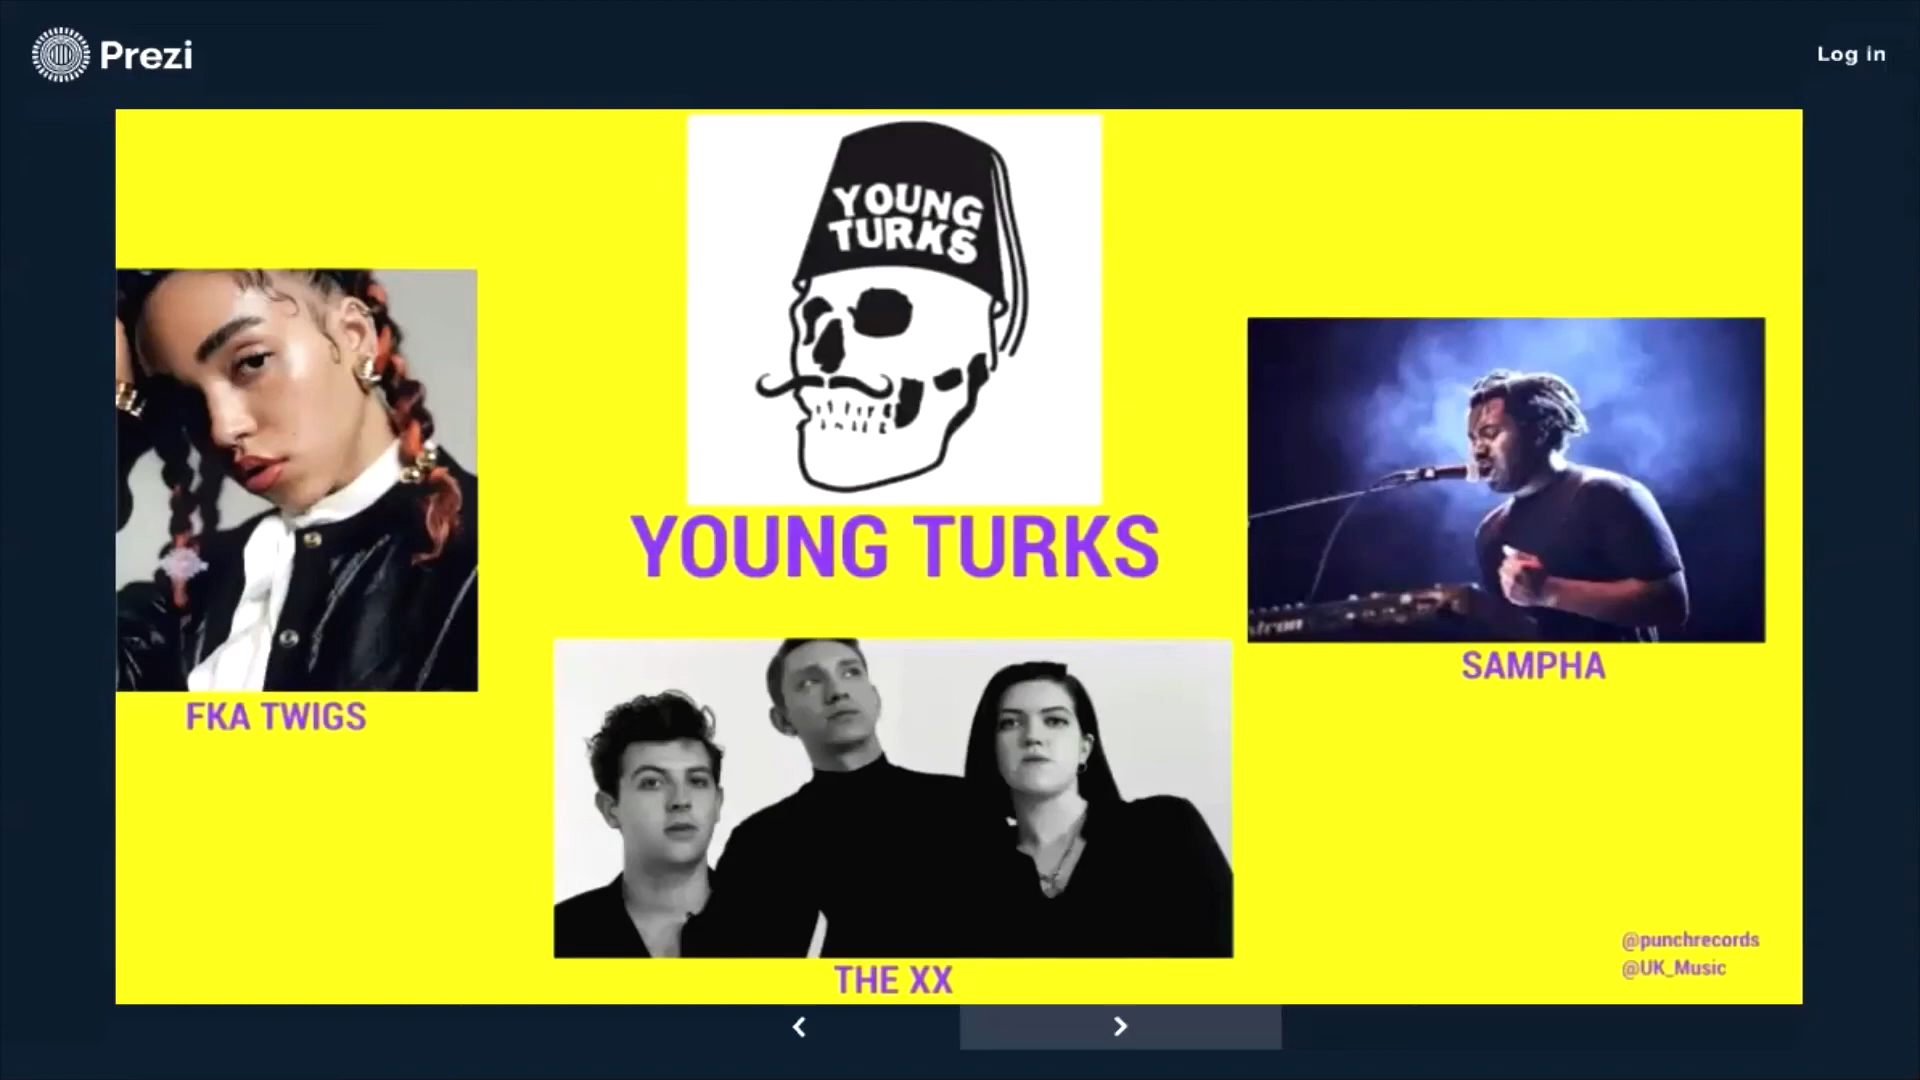 Prezi
Log in
YOUNG
TURKS
YOUNG TURKS
FKA TWIGS
SAMPHA
THE XX
@punchrecords
@UK_Music